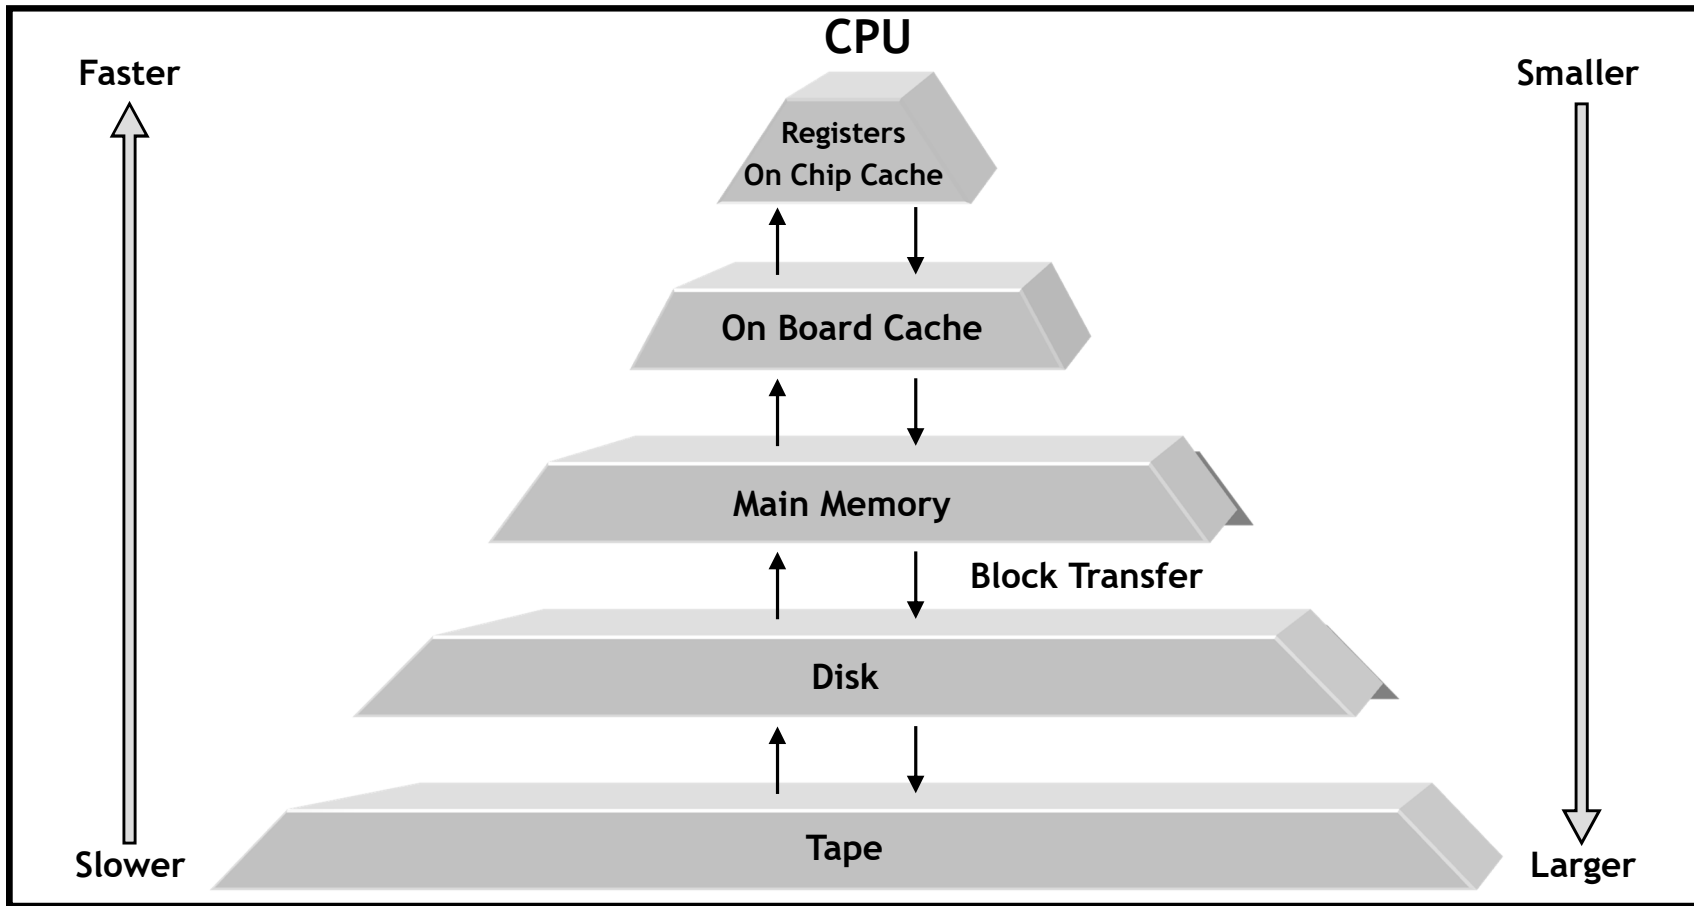 CPU
Faster
Smaller
Registers
On Chip Cache
On Board Cache
Main Memory
Block Transfer
Disk
Tape
Slower
Larger